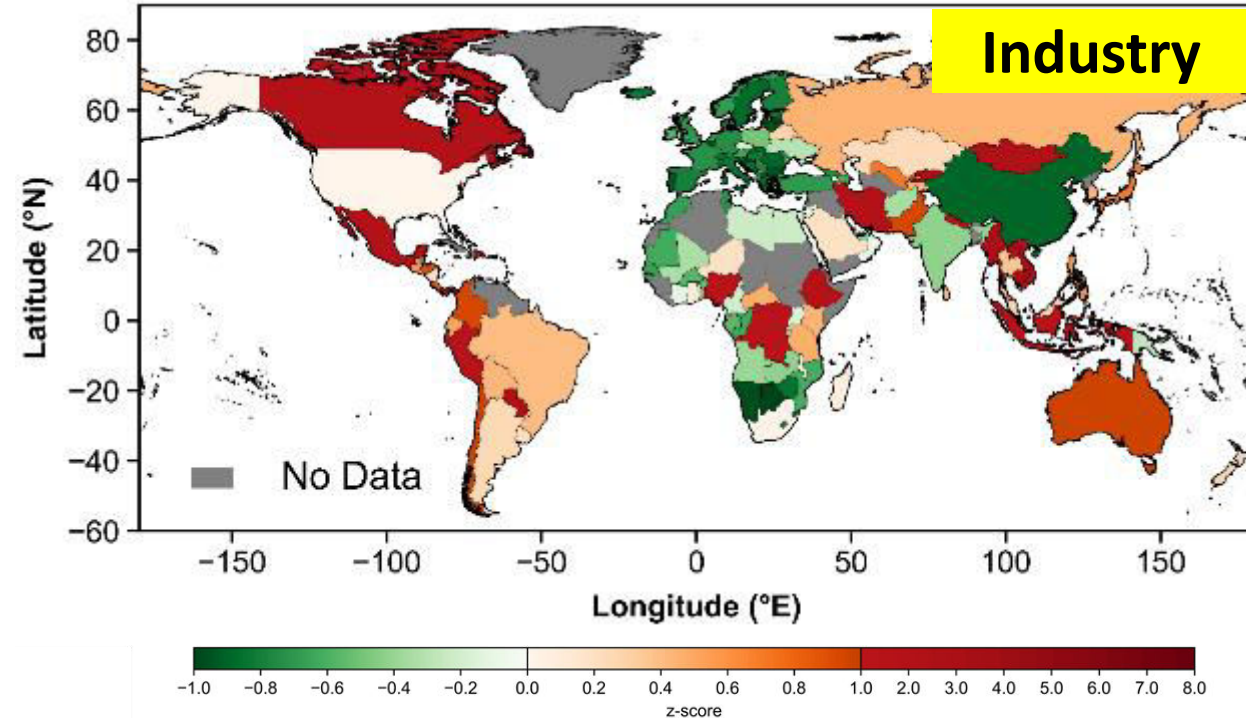 Industry
80
60
40
20
0
−20
−40
−60
Latitude (°N)
No Data
−150 −100 −50 0 50 100 150
Longitude (°E)
−1.0 −0.8 −0.6 −0.4 −0.2 0.0 0.2 0.4 0.6 0.8 1.0 2.0 3.0 4.0 5.0 6.0 7.0 8.0
z-score